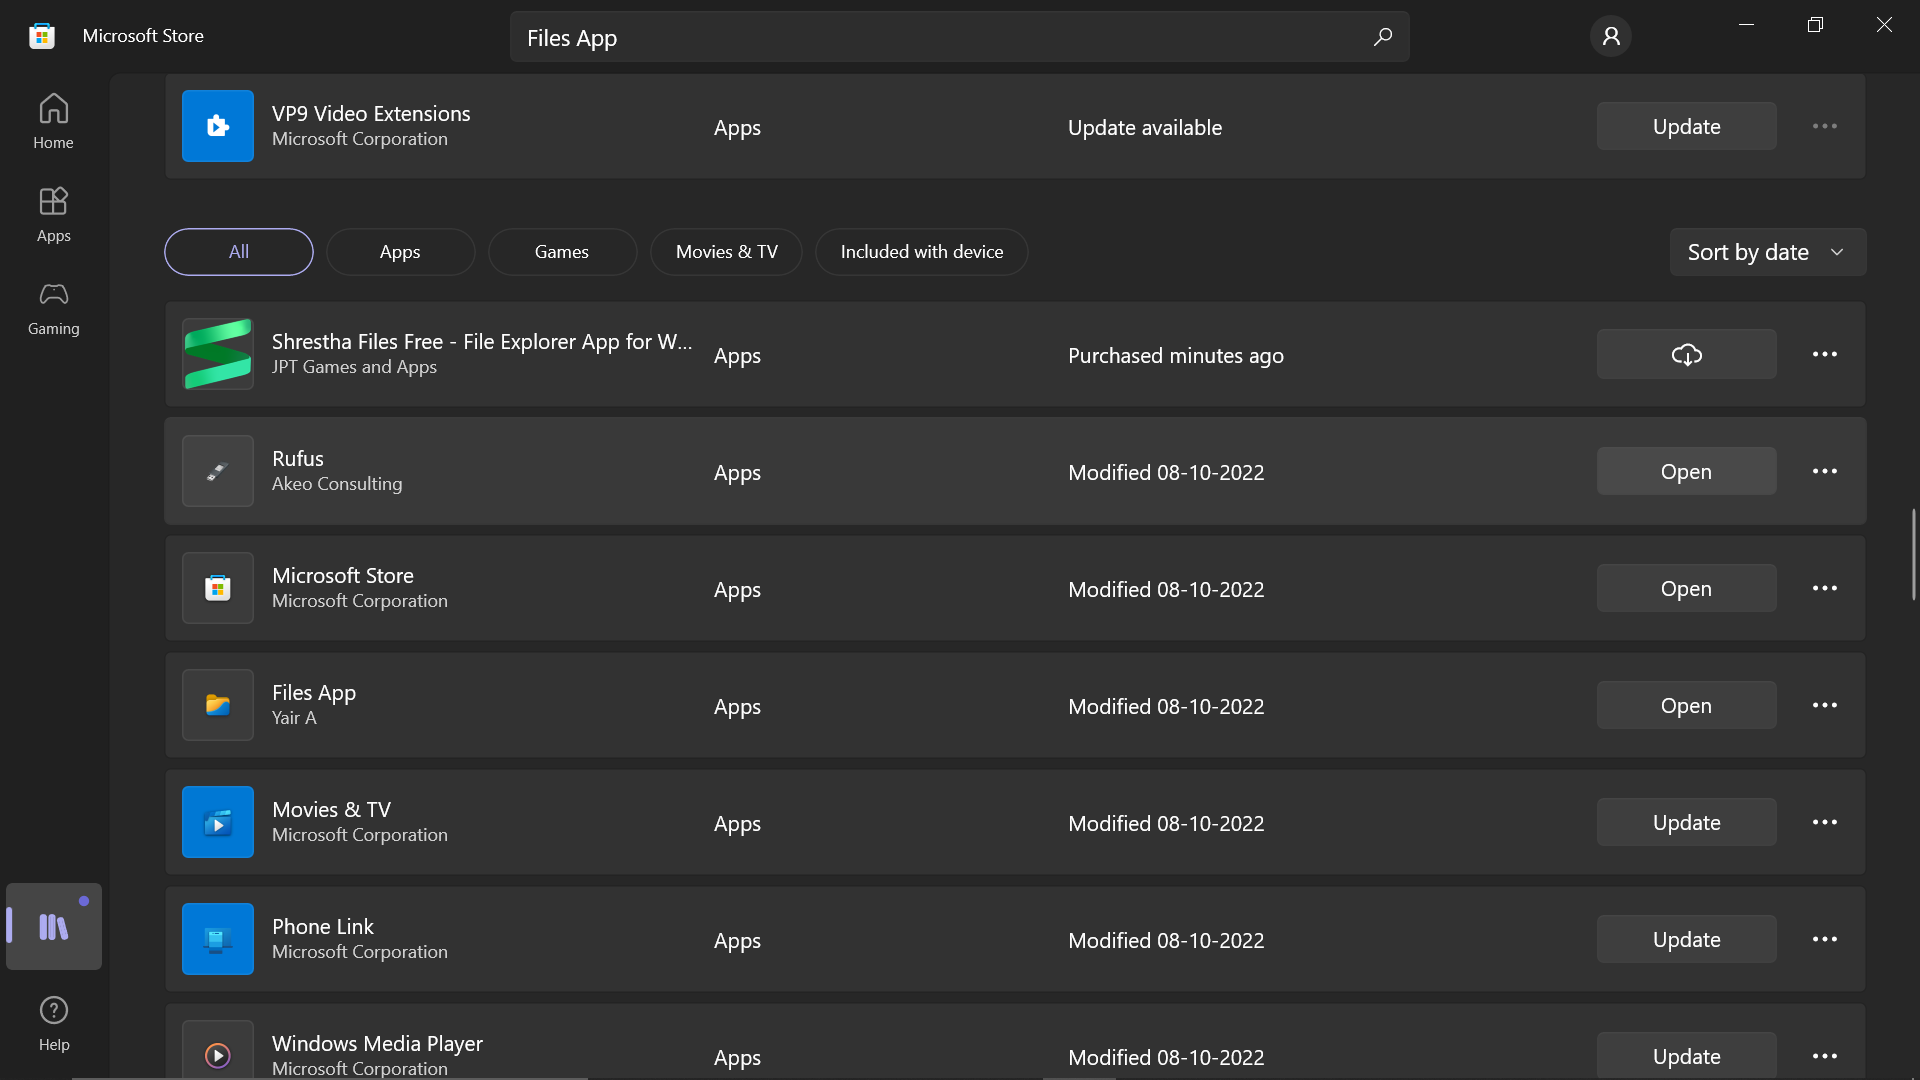 Microsoft Store
Files App
Home
Apps
Gaming
Help
VP9 Video Extensions
Microsoft Corporation
Apps
Update available
Update
All
Apps
Games
Movies & TV
Included with device
Sort by date
Shrestha Files Free - File Explorer App for W...
JPT Games and Apps
Apps
Purchased minutes ago
Rufus
Akeo Consulting
Apps
Modified 08-10-2022
Open
Microsoft Store
Microsoft Corporation
Apps
Modified 08-10-2022
Open
Files App
Yair A
Apps
Modified 08-10-2022
Open
Movies & TV
Microsoft Corporation
Apps
Modified 08-10-2022
Update
Phone Link
Microsoft Corporation
Apps
Modified 08-10-2022
Update
Windows Media Player
Microsoft Corporation
Apps
Modified 08-10-2022
Update